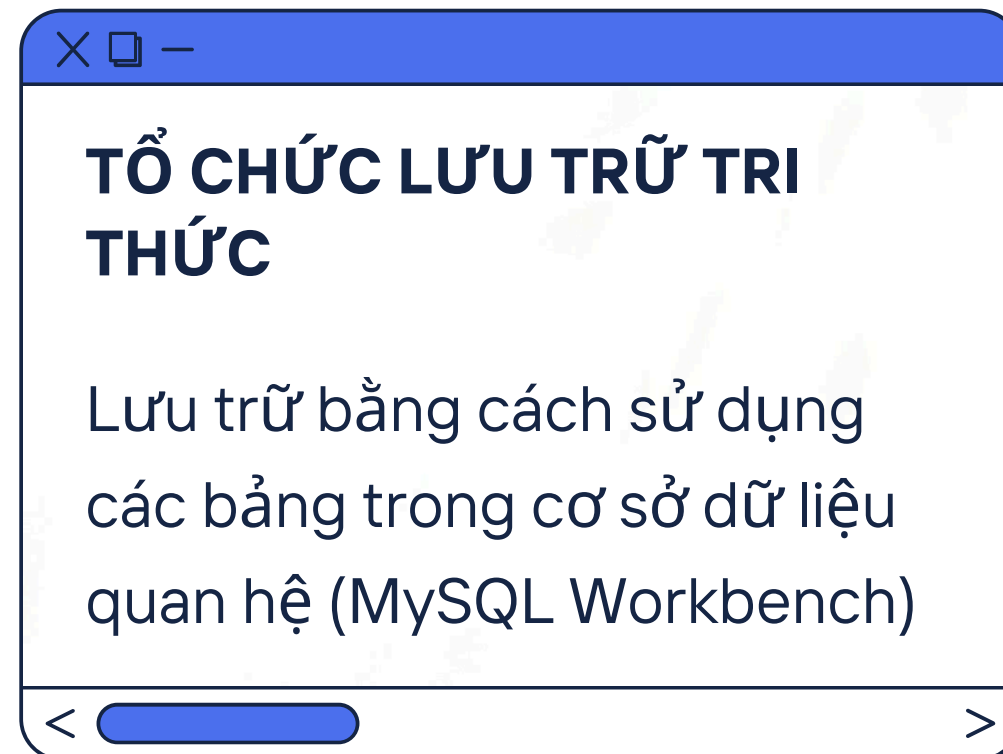 TỔ CHỨC LƯU TRỮ TRI
THỨC
Lưu trữ bằng cách sử dụng
các bảng trong cơ sở dữ liệu
quan hệ (MySQL Workbench)